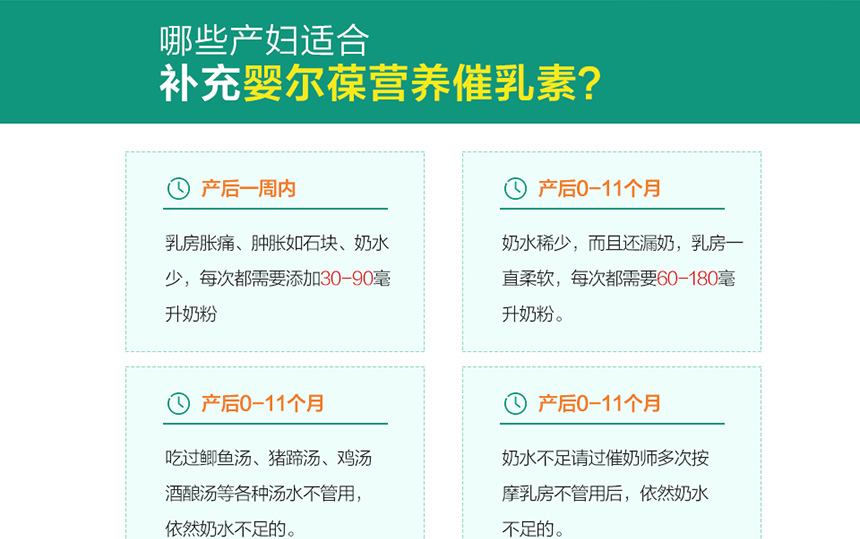 哪些产妇适合
补充婴尔葆营养催乳素?
产后一周内
乳房胀痛、肿胀如石块、奶水
少，每次都需要添加30-90毫
升奶粉
产后0-11个月
奶水稀少，而且还漏奶，乳房一
直柔软，每次都需要60-180毫
升奶粉。
产后0-11个月
吃过鲫鱼汤、猪蹄汤、鸡汤
酒酿汤等各种汤水不管用，
依然奶水不足的。
产后0-11个月
奶水不足请过催奶师多次按
摩乳房不管用后，依然奶水
不足的。